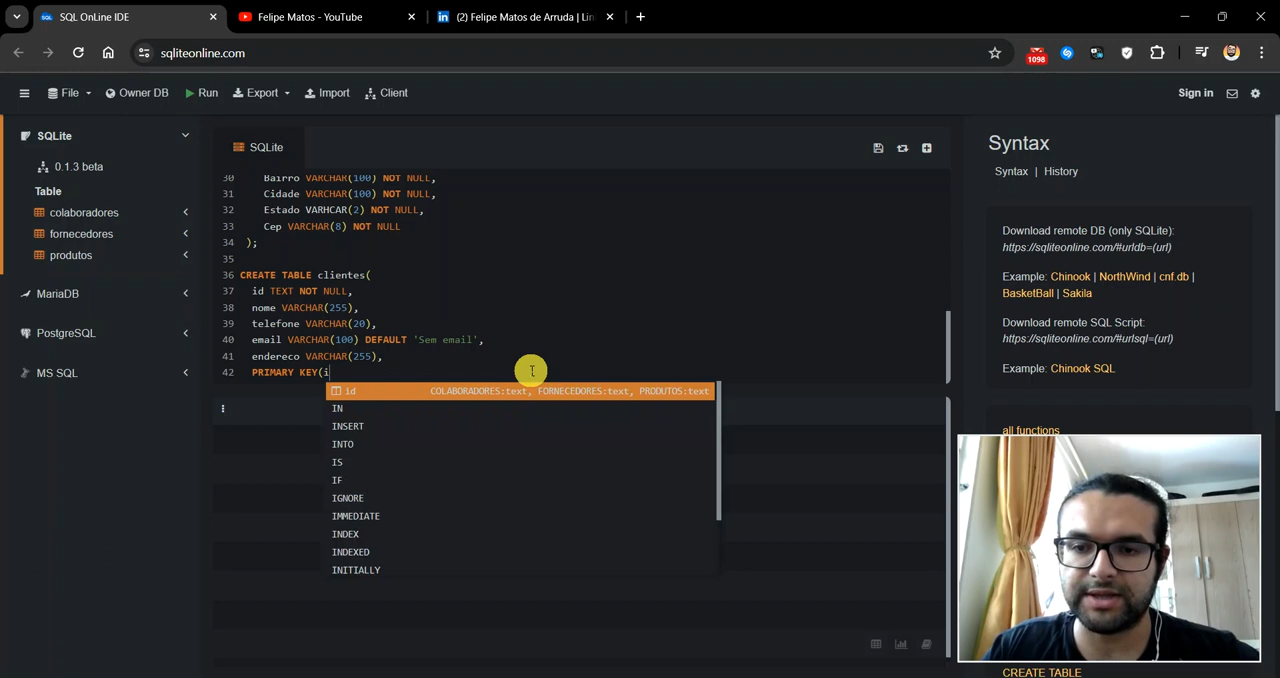 SQL OnLine IDE
Felipe Matos - YouTube
(2) Felipe Matos de Arruda | Lin
sqliteonline.com
1098
File
Owner DB
Run
Export
Import
Client
Sign in
SQLite
0.1.3 beta
Table
colaboradores
fornecedores
produtos
MariaDB
PostgreSQL
MS SQL
SQLite
30 Bairro VARCHAR(100) NOT NULL,
31 Cidade VARCHAR(100) NOT NULL,
32 Estado VARHCAR(2) NOT NULL,
33 Cep VARCHAR(8) NOT NULL
34 );
35
36 CREATE TABLE clientes(
37 id TEXT NOT NULL,
38 nome VARCHAR(255),
39 telefone VARCHAR(20),
40 email VARCHAR(100) DEFAULT 'Sem email',
41 endereco VARCHAR(255),
42 PRIMARY KEY(i
id COLABORADORES:text, FORNECEDORES:text, PRODUTOS:text
IN
INSERT
INTO
IS
IF
IGNORE
IMMEDIATE
INDEX
INDEXED
INITIALLY
Syntax
Syntax | History
Download remote DB (only SQLite):
https://sqliteonline.com/#urldb=(url)
Example: Chinook | NorthWind | cnf.db |
BasketBall | Sakila
Download remote SQL Script:
https://sqliteonline.com/#urlsql=(url)
Example: Chinook SQL
all functions
CREATE TABLE